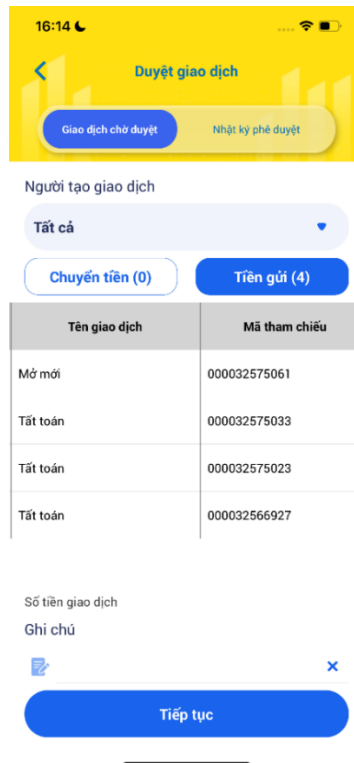 16:14
Duyệt giao dịch
Giao dịch chờ duyệt Nhật ký phê duyệt
Người tạo giao dịch
Tất cả
Chuyển tiền (0) Tiền gửi (4)
Tên giao dịch Mã tham chiếu
Mở mới 000032575061
Tất toán 000032575033
Tất toán 000032575023
Tất toán 000032566927
Số tiền giao dịch
Ghi chú
Tiếp tục